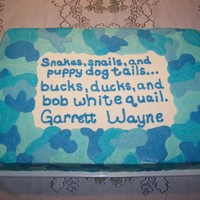 Snakes, snails, and
puppy dog tails...
bucks, ducks, and
bob white quail.
Garrett Wayne